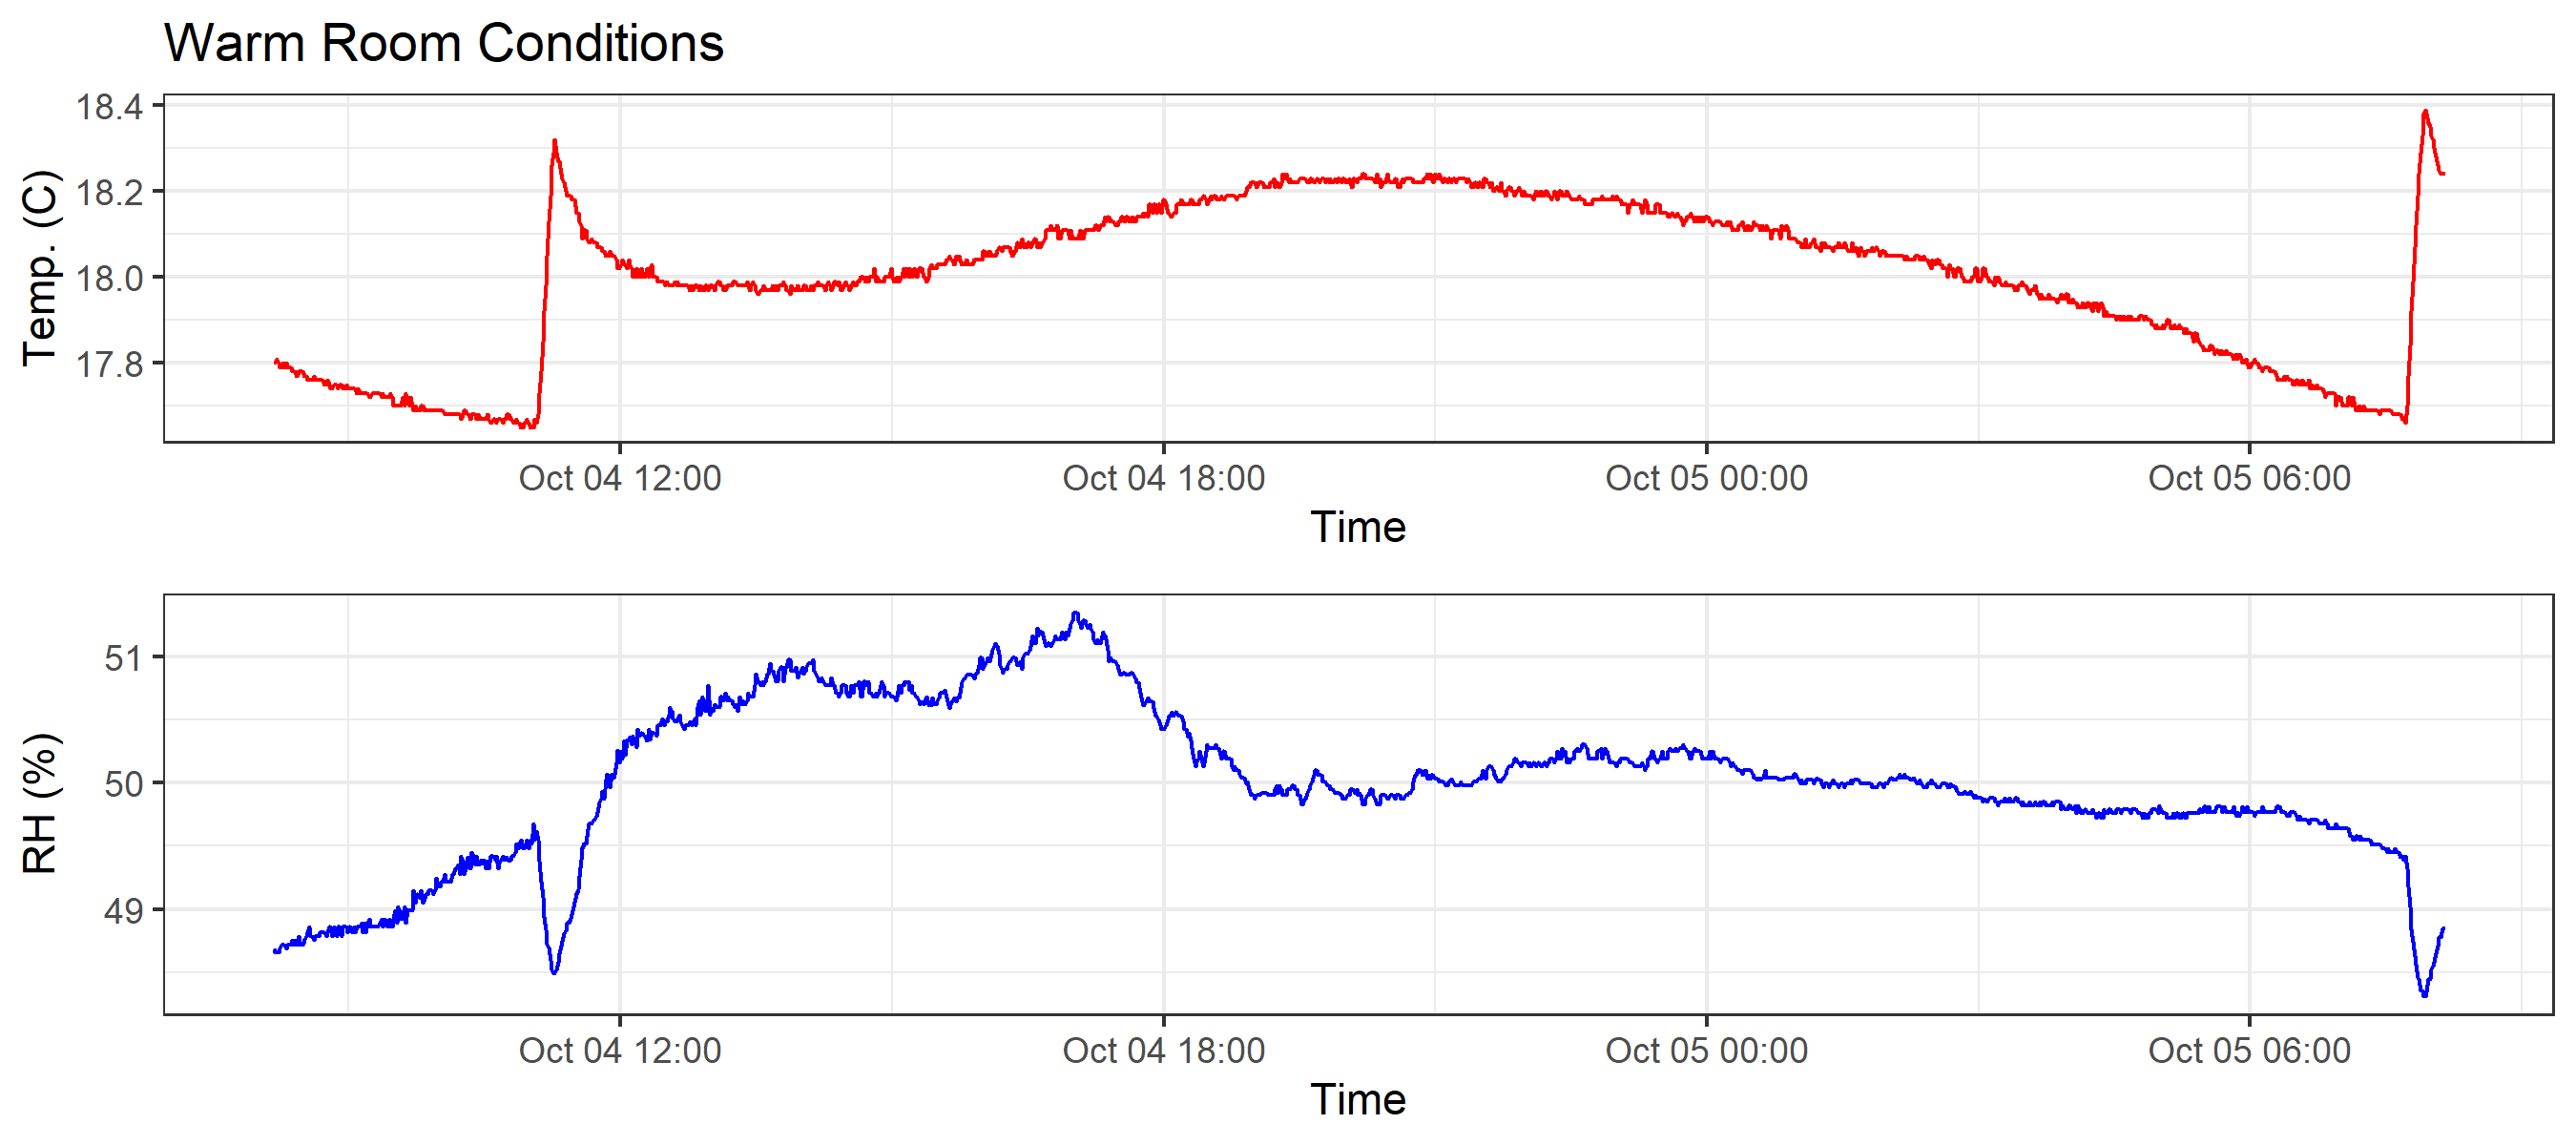 Warm Room Conditions
Temp. (C)
18.4
18.2
18.0
17.8
Oct 04 12:00 Oct 04 18:00 Oct 05 00:00 Oct 05 06:00
Time
RH (%)
51
50
49
Oct 04 12:00 Oct 04 18:00 Oct 05 00:00 Oct 05 06:00
Time